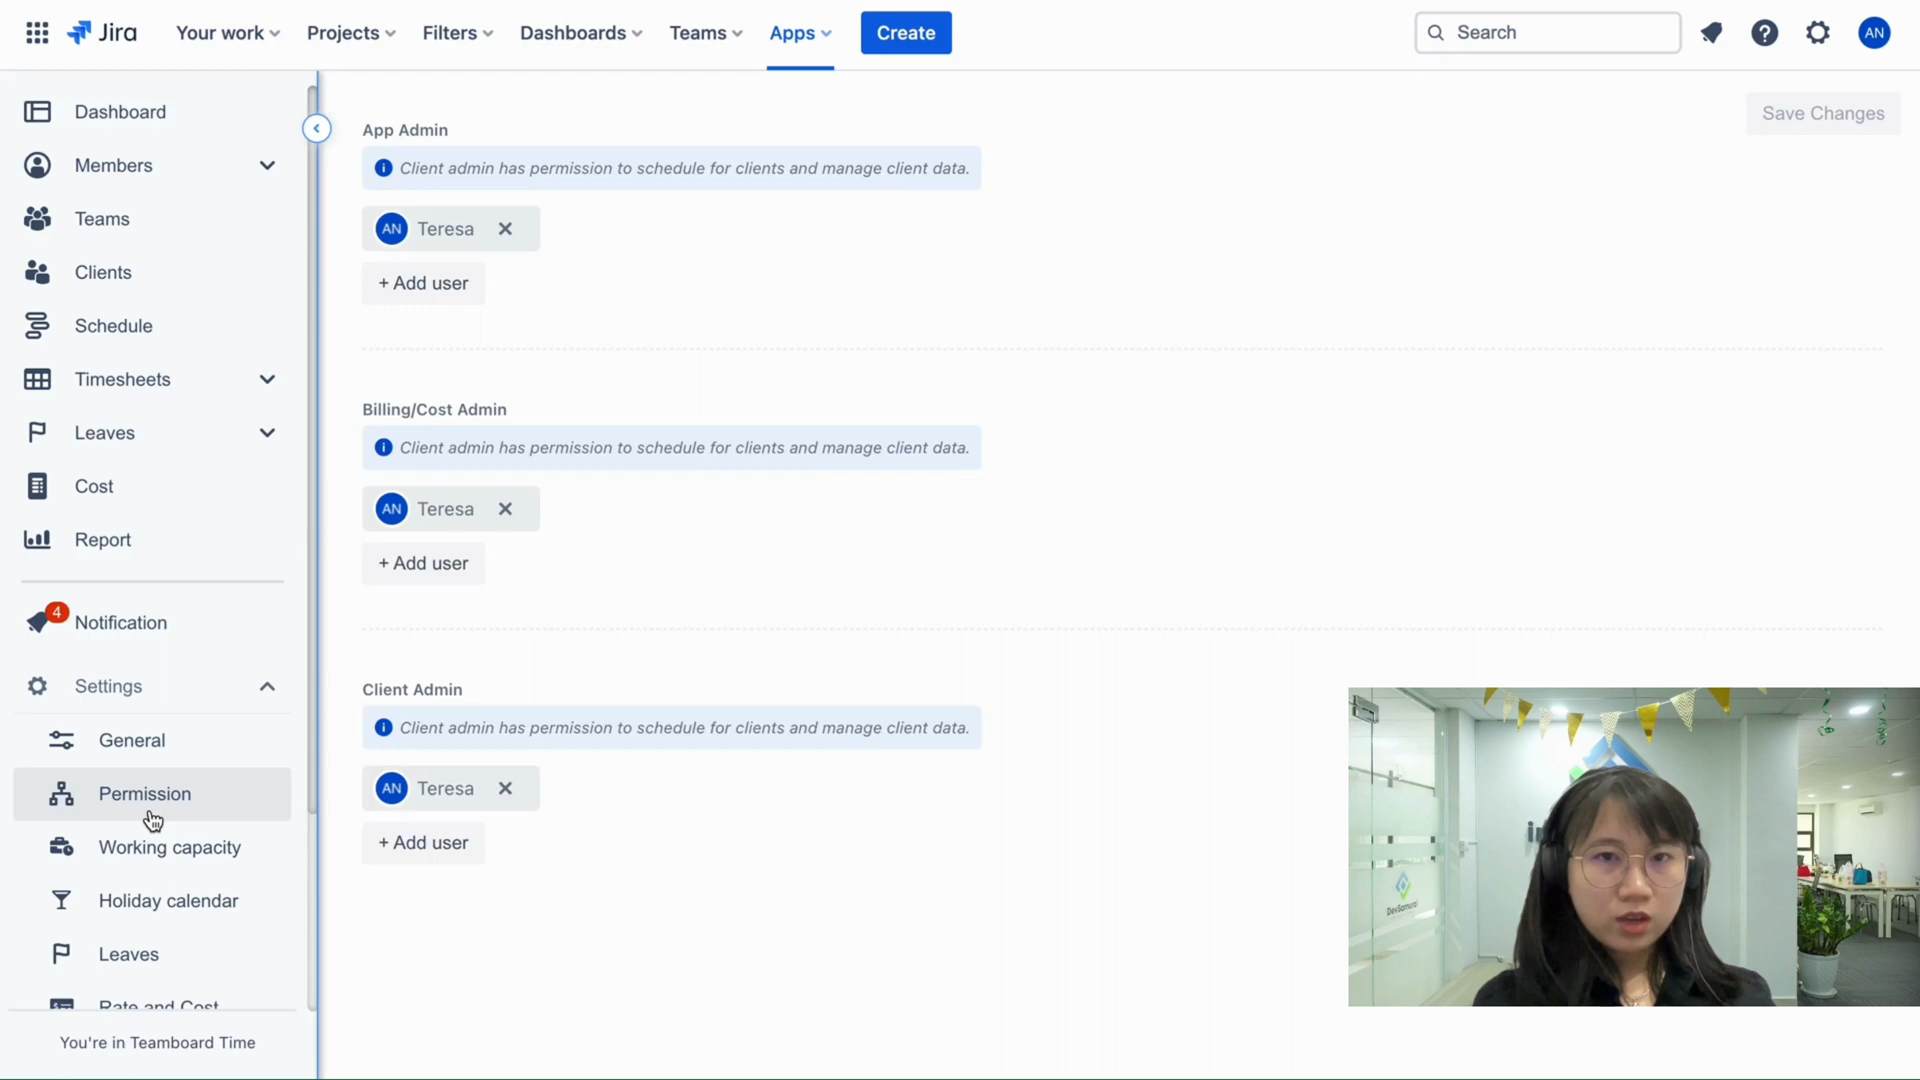 Jira
Your work
Projects
Filters
Dashboards
Teams
Apps
Create
Search
AN
Dashboard
Members
Teams
Clients
Schedule
Timesheets
Leaves
Cost
Report
4
Notification
Settings
General
Permission
Working capacity
Holiday calendar
Leaves
Rate and Cost
You're in Teamboard Time
Save Changes
App Admin
Client admin has permission to schedule for clients and manage client data.
AN Teresa
+ Add user
Billing/Cost Admin
Client admin has permission to schedule for clients and manage client data.
AN Teresa
+ Add user
Client Admin
Client admin has permission to schedule for clients and manage client data.
AN Teresa
+ Add user
DevSamurai